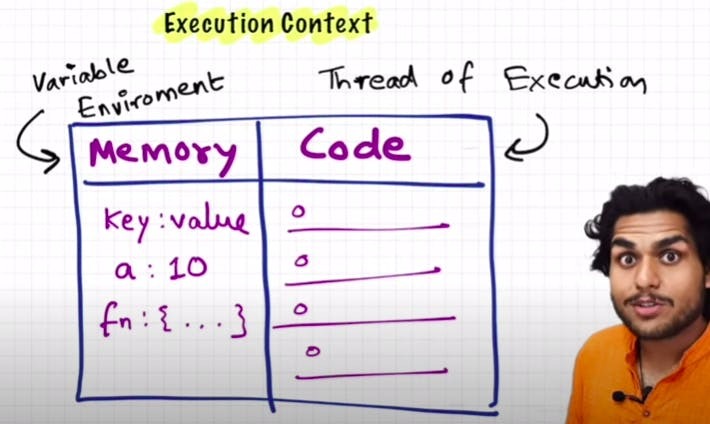 Execution Context
Variable
Enviroment
Thread of Execution
Memory
Code
key : value
a : 10
fn : { ... }